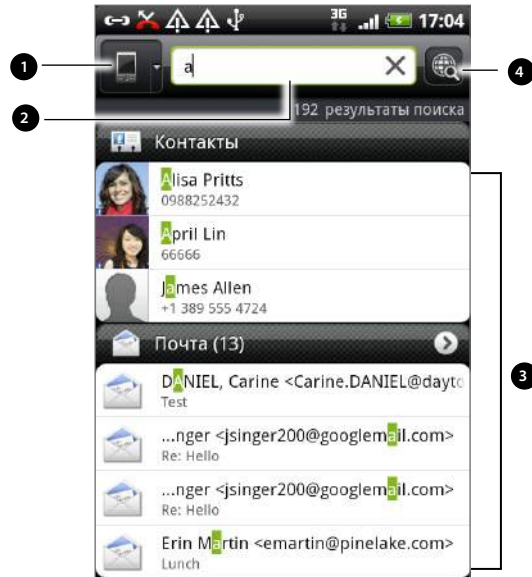 3G
17:04
1
a
4
2
192 результаты поиска
Контакты
Alisa Pritts
0988252432
April Lin
66666
James Allen
+1 389 555 4724
Почта (13)
3
DANIEL, Carine <Carine.DANIEL@dayto
Test
...nger <jsinger200@googlemail.com>
Re: Hello
...nger <jsinger200@googlemail.com>
Re: Hello
Erin Martin <emartin@pinelake.com>
Lunch